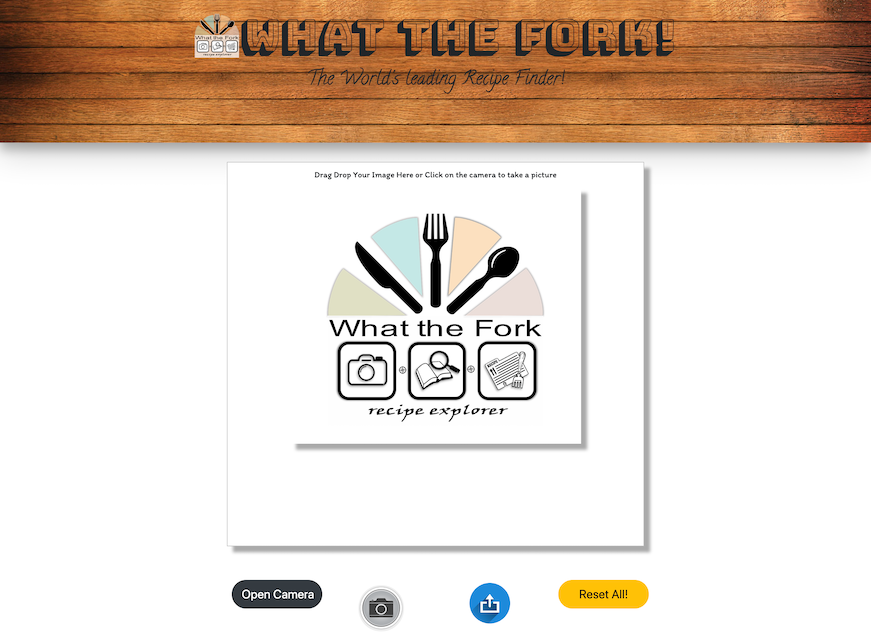 WHAT THE FORK!
What the Fork
recipe explorer
The World's leading Recipe Finder!
Drag Drop Your Image Here or Click on the camera to take a picture
What the Fork
recipe explorer
Open Camera
Reset All!